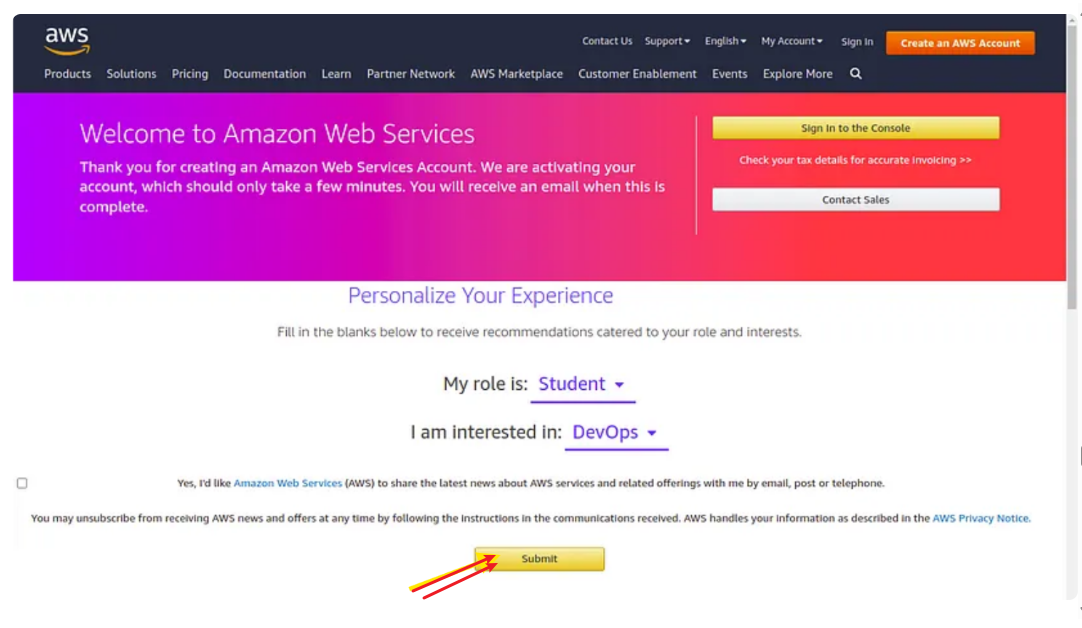 aws
Contact Us Support English My Account Sign In Create an AWS Account
Products Solutions Pricing Documentation Learn Partner Network AWS Marketplace Customer Enablement Events Explore More
Welcome to Amazon Web Services
Thank you for creating an Amazon Web Services Account. We are activating your
account, which should only take a few minutes. You will receive an email when this is
complete.
Sign In to the Console
Check your tax details for accurate invoicing >>
Contact Sales
Personalize Your Experience
Fill in the blanks below to receive recommendations catered to your role and interests.
My role is: Student
I am interested in: DevOps
Yes, I'd like Amazon Web Services (AWS) to share the latest news about AWS services and related offerings with me by email, post or telephone.
You may unsubscribe from receiving AWS news and offers at any time by following the instructions in the communications received. AWS handles your information as described in the AWS Privacy Notice.
Submit